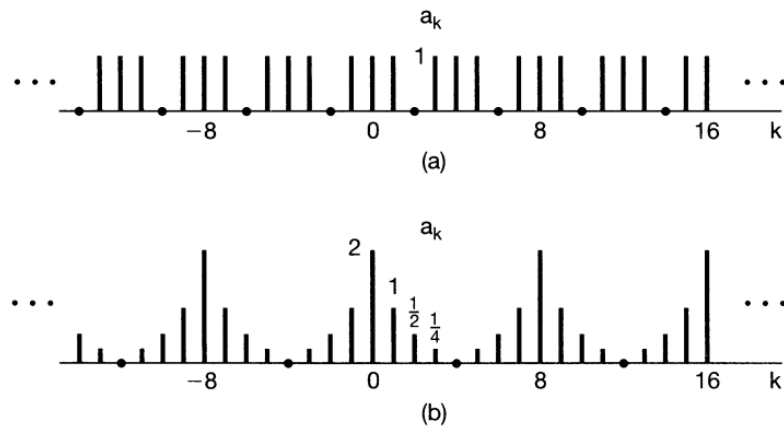 a_k
1
. . .
. . .
−8 0 8 16 k
(a)
a_k
2
1
1/2
1/4
. . .
. . .
−8 0 8 16 k
(b)